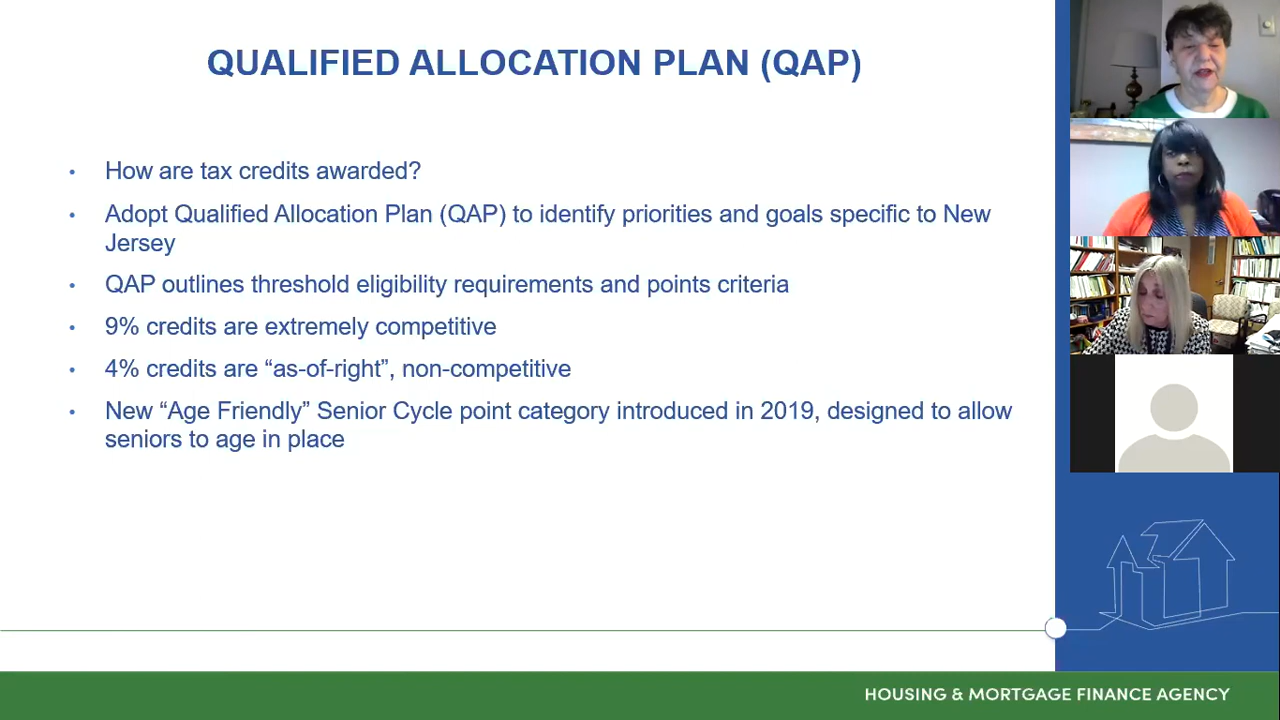 QUALIFIED ALLOCATION PLAN (QAP)
• How are tax credits awarded?
• Adopt Qualified Allocation Plan (QAP) to identify priorities and goals specific to New
Jersey
• QAP outlines threshold eligibility requirements and points criteria
• 9% credits are extremely competitive
• 4% credits are “as-of-right”, non-competitive
• New “Age Friendly” Senior Cycle point category introduced in 2019, designed to allow
seniors to age in place
HOUSING & MORTGAGE FINANCE AGENCY